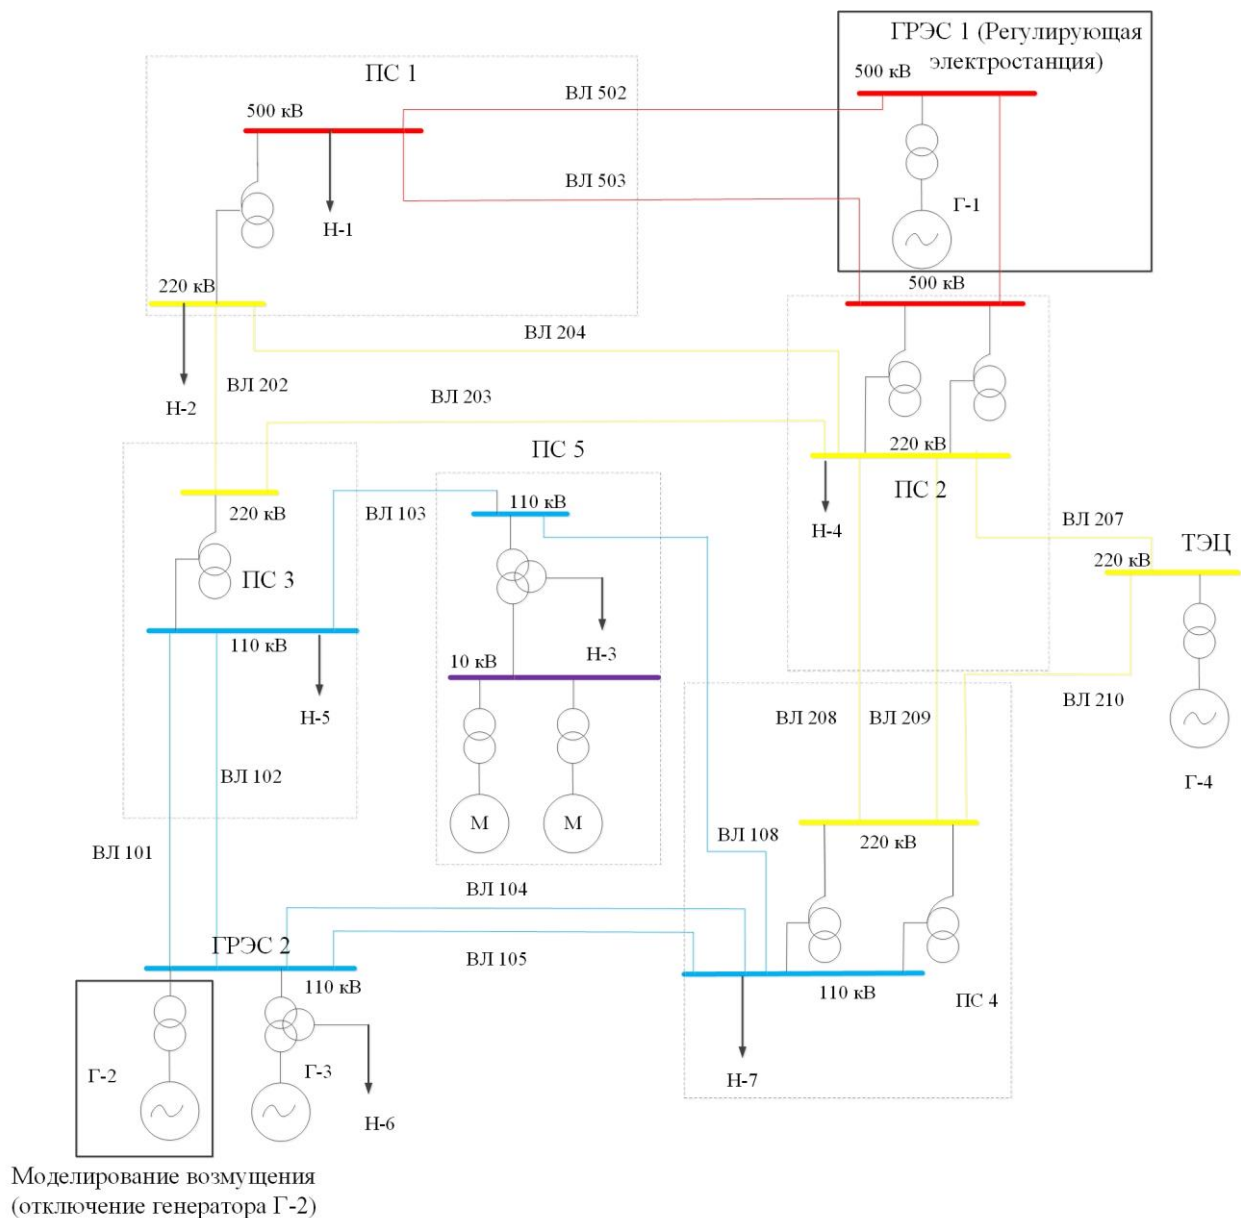 ГРЭС 1 (Регулирующая
электростанция)
500 кВ
Г-1
ПС 1
500 кВ
ВЛ 502
ВЛ 503
Н-1
220 кВ
Н-2
500 кВ
ВЛ 204
ВЛ 202
ВЛ 203
220 кВ
ПС 2
Н-4
ПС 5
110 кВ
ВЛ 103
220 кВ
ПС 3
110 кВ
Н-5
ВЛ 207
ТЭЦ
220 кВ
Н-3
10 кВ
М
М
ВЛ 208
ВЛ 209
ВЛ 210
Г-4
ВЛ 102
ВЛ 101
ВЛ 108
220 кВ
ВЛ 104
ВЛ 105
ГРЭС 2
110 кВ
110 кВ
ПС 4
Г-2
Г-3
Н-6
Н-7
Моделирование возмущения
(отключение генератора Г-2)